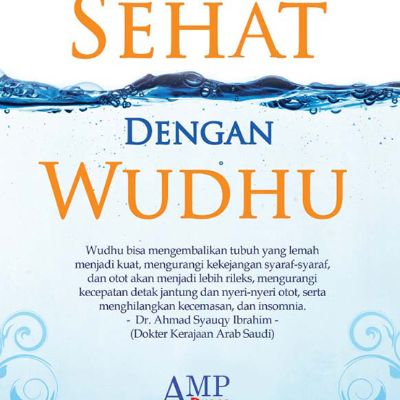 SEHAT
DENGAN
WUDHU
Wudhu bisa mengembalikan tubuh yang lemah
menjadi kuat, mengurangi kekejangan syaraf-syaraf,
dan otot akan menjadi lebih rileks, mengurangi
kecepatan detak jantung dan nyeri-nyeri otot, serta
menghilangkan kecemasan, dan insomnia.
- Dr. Ahmad Syauqy Ibrahim -
(Dokter Kerajaan Arab Saudi)
AMP